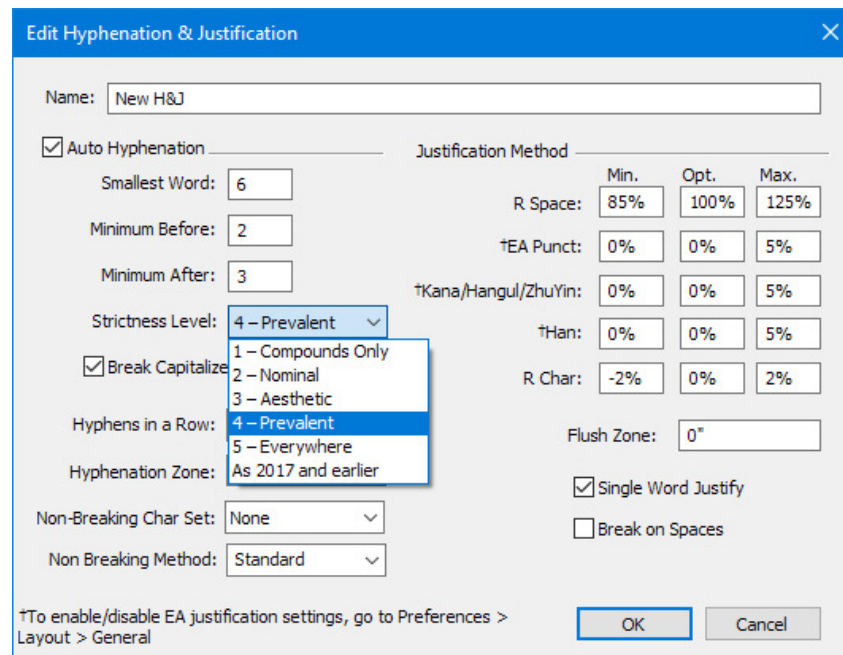 Edit Hyphenation & Justification
Name: New H&J
Auto Hyphenation
Smallest Word: 6
Minimum Before: 2
Minimum After: 3
Strictness Level: 4 – Prevalent
1 – Compounds Only
2 – Nominal
3 – Aesthetic
4 – Prevalent
5 – Everywhere
As 2017 and earlier
Break Capitalize
Hyphens in a Row:
Hyphenation Zone:
Non-Breaking Char Set: None
Non Breaking Method: Standard
Justification Method
Min. Opt. Max.
R Space: 85% 100% 125%
†EA Punct: 0% 0% 5%
†Kana/Hangul/ZhuYin: 0% 0% 5%
†Han: 0% 0% 5%
R Char: -2% 0% 2%
Flush Zone: 0"
Single Word Justify
Break on Spaces
†To enable/disable EA justification settings, go to Preferences >
Layout > General
OK Cancel